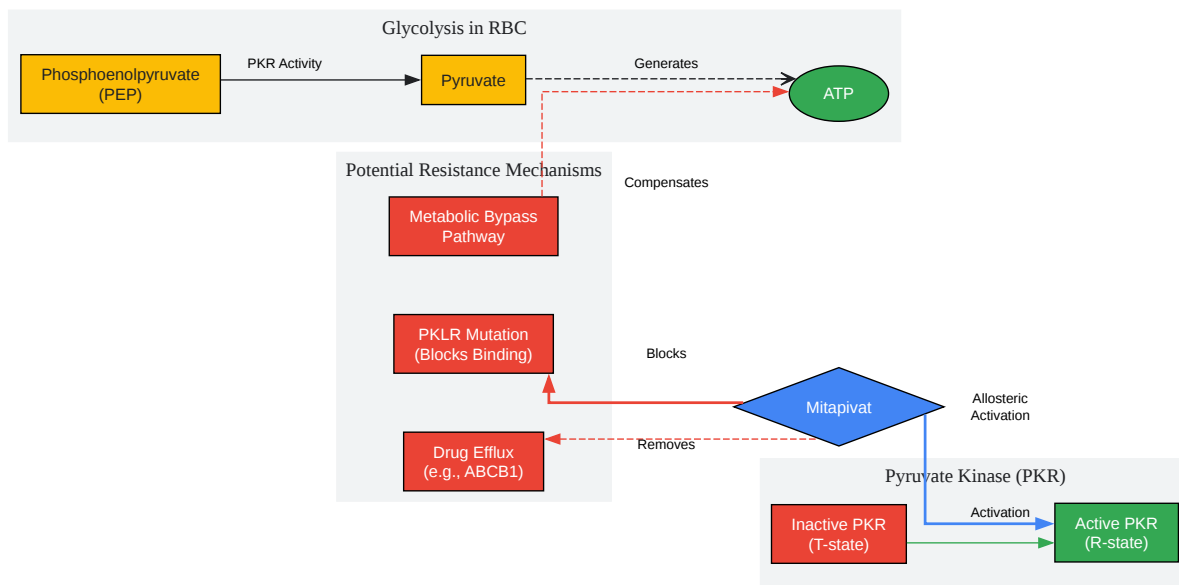 Glycolysis in RBC
Phosphoenolpyruvate
(PEP)
PKR Activity
Pyruvate
Generates
ATP
Potential Resistance Mechanisms
Compensates
Metabolic Bypass
Pathway
PKLR Mutation
(Blocks Binding)
Blocks
Mitapivat
Allosteric
Activation
Drug Efflux
(e.g., ABCB1)
Removes
Pyruvate Kinase (PKR)
Inactive PKR
(T-state)
Activation
Active PKR
(R-state)